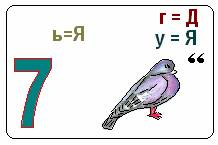 г = Д
ь=Я у = Я
7 “